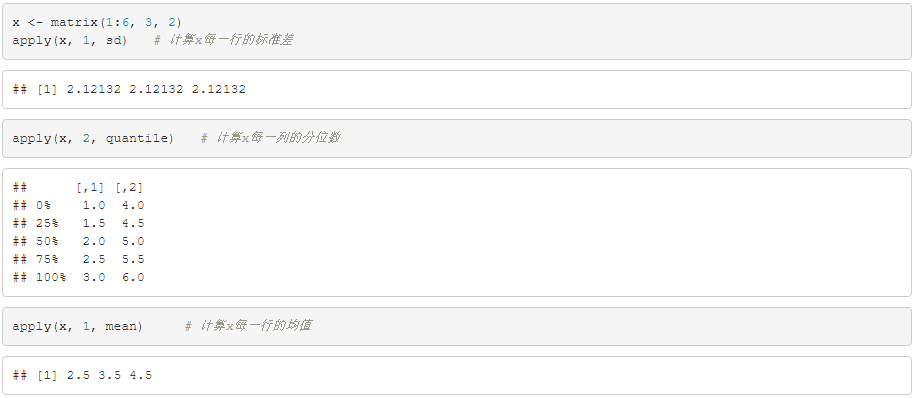 x <- matrix(1:6, 3, 2)
apply(x, 1, sd)   # 计算x每一行的标准差
## [1] 2.12132 2.12132 2.12132
apply(x, 2, quantile)   # 计算x每一列的分位数
##      [,1] [,2]
## 0%    1.0  4.0
## 25%   1.5  4.5
## 50%   2.0  5.0
## 75%   2.5  5.5
## 100%  3.0  6.0
apply(x, 1, mean)     # 计算x每一行的均值
## [1] 2.5 3.5 4.5